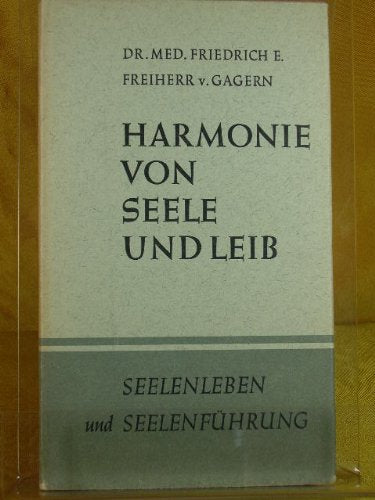 DR. MED. FRIEDRICH E.
FREIHERR v. GAGERN
HARMONIE
VON
SEELE
UND LEIB
SEELENLEBEN
und SEELENFÜHRUNG